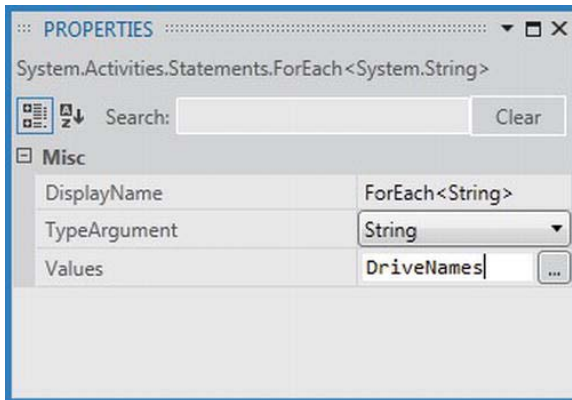 PROPERTIES
System.Activities.Statements.ForEach<System.String>
Search: Clear
Misc
DisplayName ForEach<String>
TypeArgument String
Values DriveNames ...